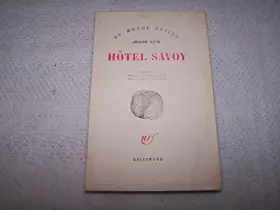 DU MONDE ENTIER
JOSEPH ROTH
HÔTEL SAVOY
nrf
GALLIMARD